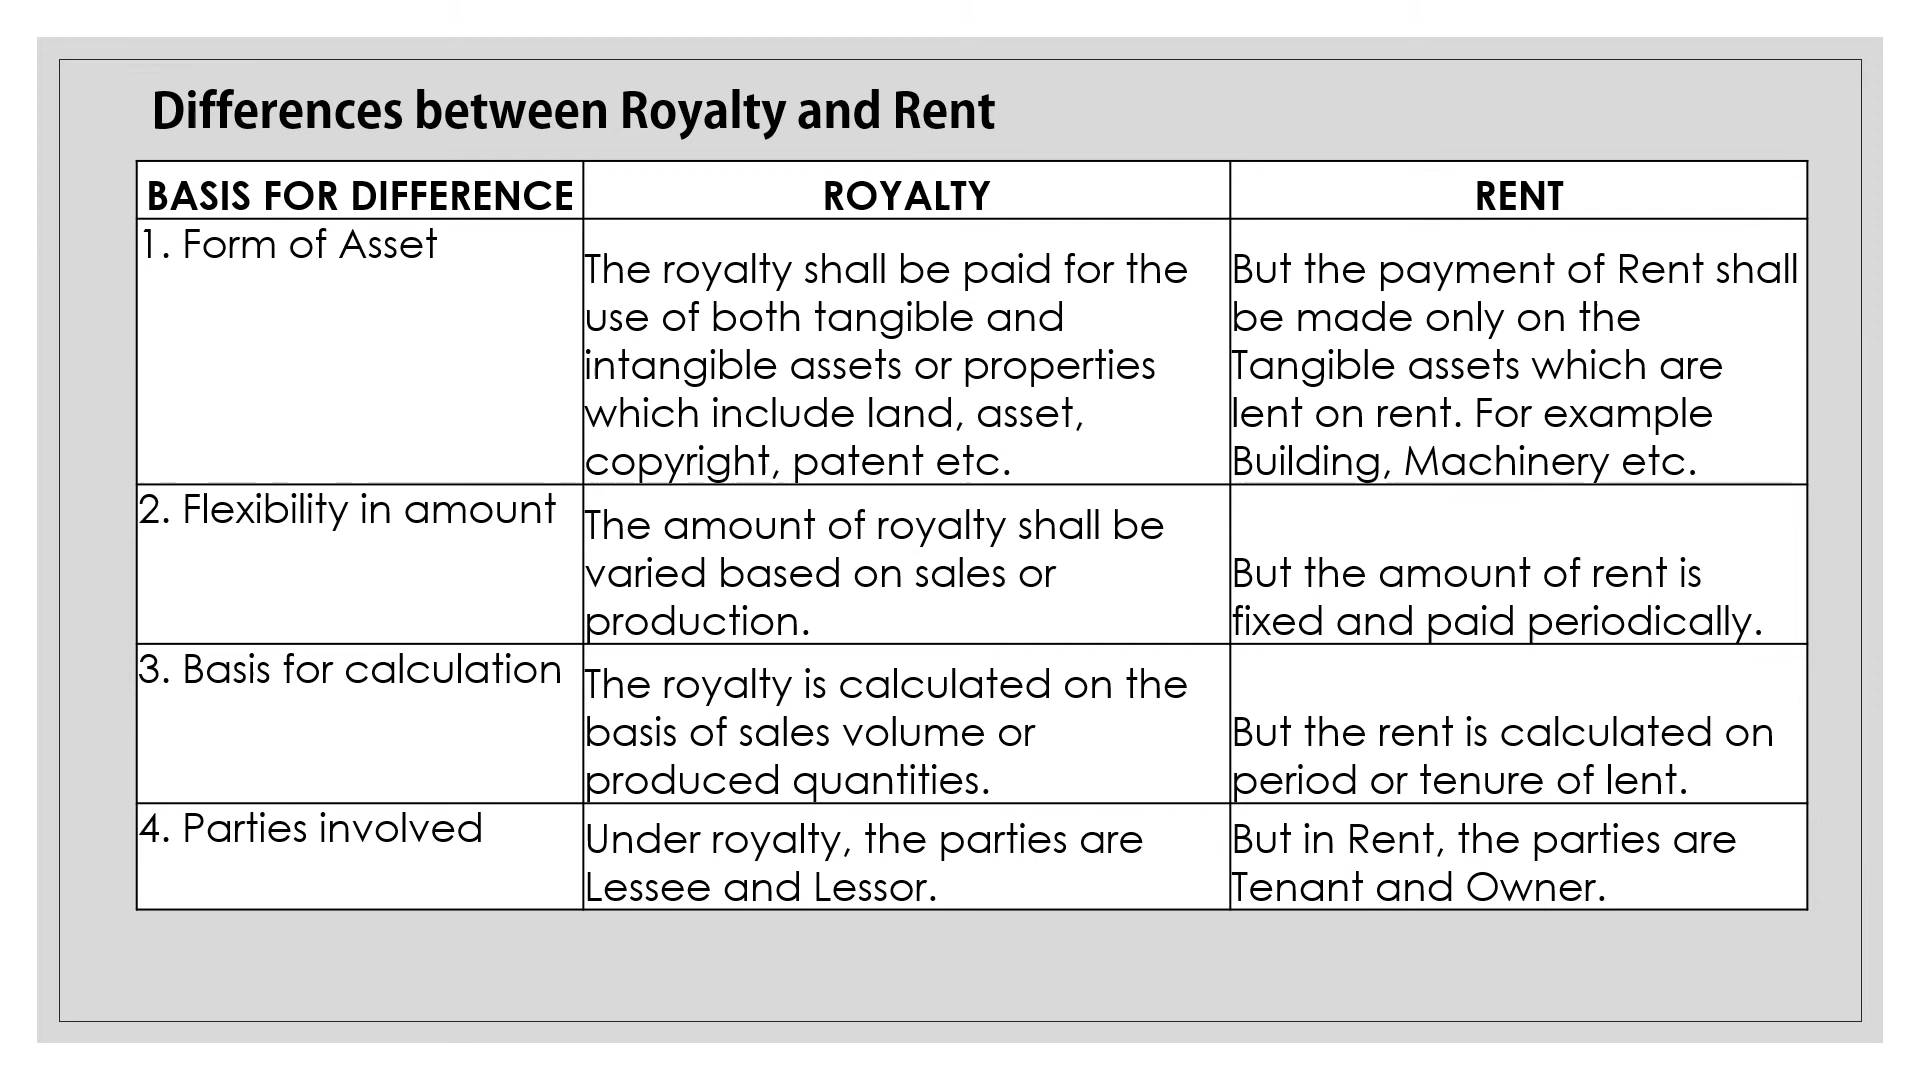 Differences between Royalty and Rent
BASIS FOR DIFFERENCE
ROYALTY
RENT
1. Form of Asset
The royalty shall be paid for the
use of both tangible and
intangible assets or properties
which include land, asset,
copyright, patent etc.
But the payment of Rent shall
be made only on the
Tangible assets which are
lent on rent. For example
Building, Machinery etc.
2. Flexibility in amount
The amount of royalty shall be
varied based on sales or
production.
But the amount of rent is
fixed and paid periodically.
3. Basis for calculation
The royalty is calculated on the
basis of sales volume or
produced quantities.
But the rent is calculated on
period or tenure of lent.
4. Parties involved
Under royalty, the parties are
Lessee and Lessor.
But in Rent, the parties are
Tenant and Owner.